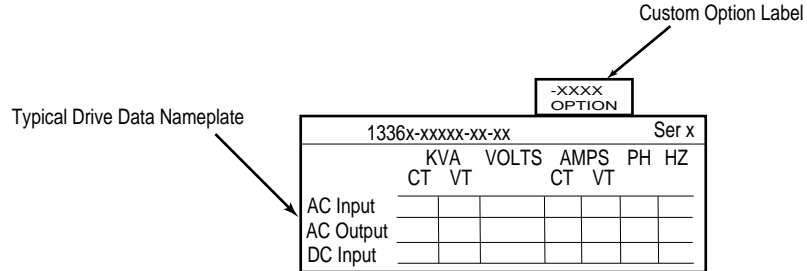 Custom Option Label
-XXXX
OPTION
Typical Drive Data Nameplate
1336x-xxxxx-xx-xx Ser x
KVA VOLTS AMPS PH HZ
CT VT CT VT
AC Input
AC Output
DC Input